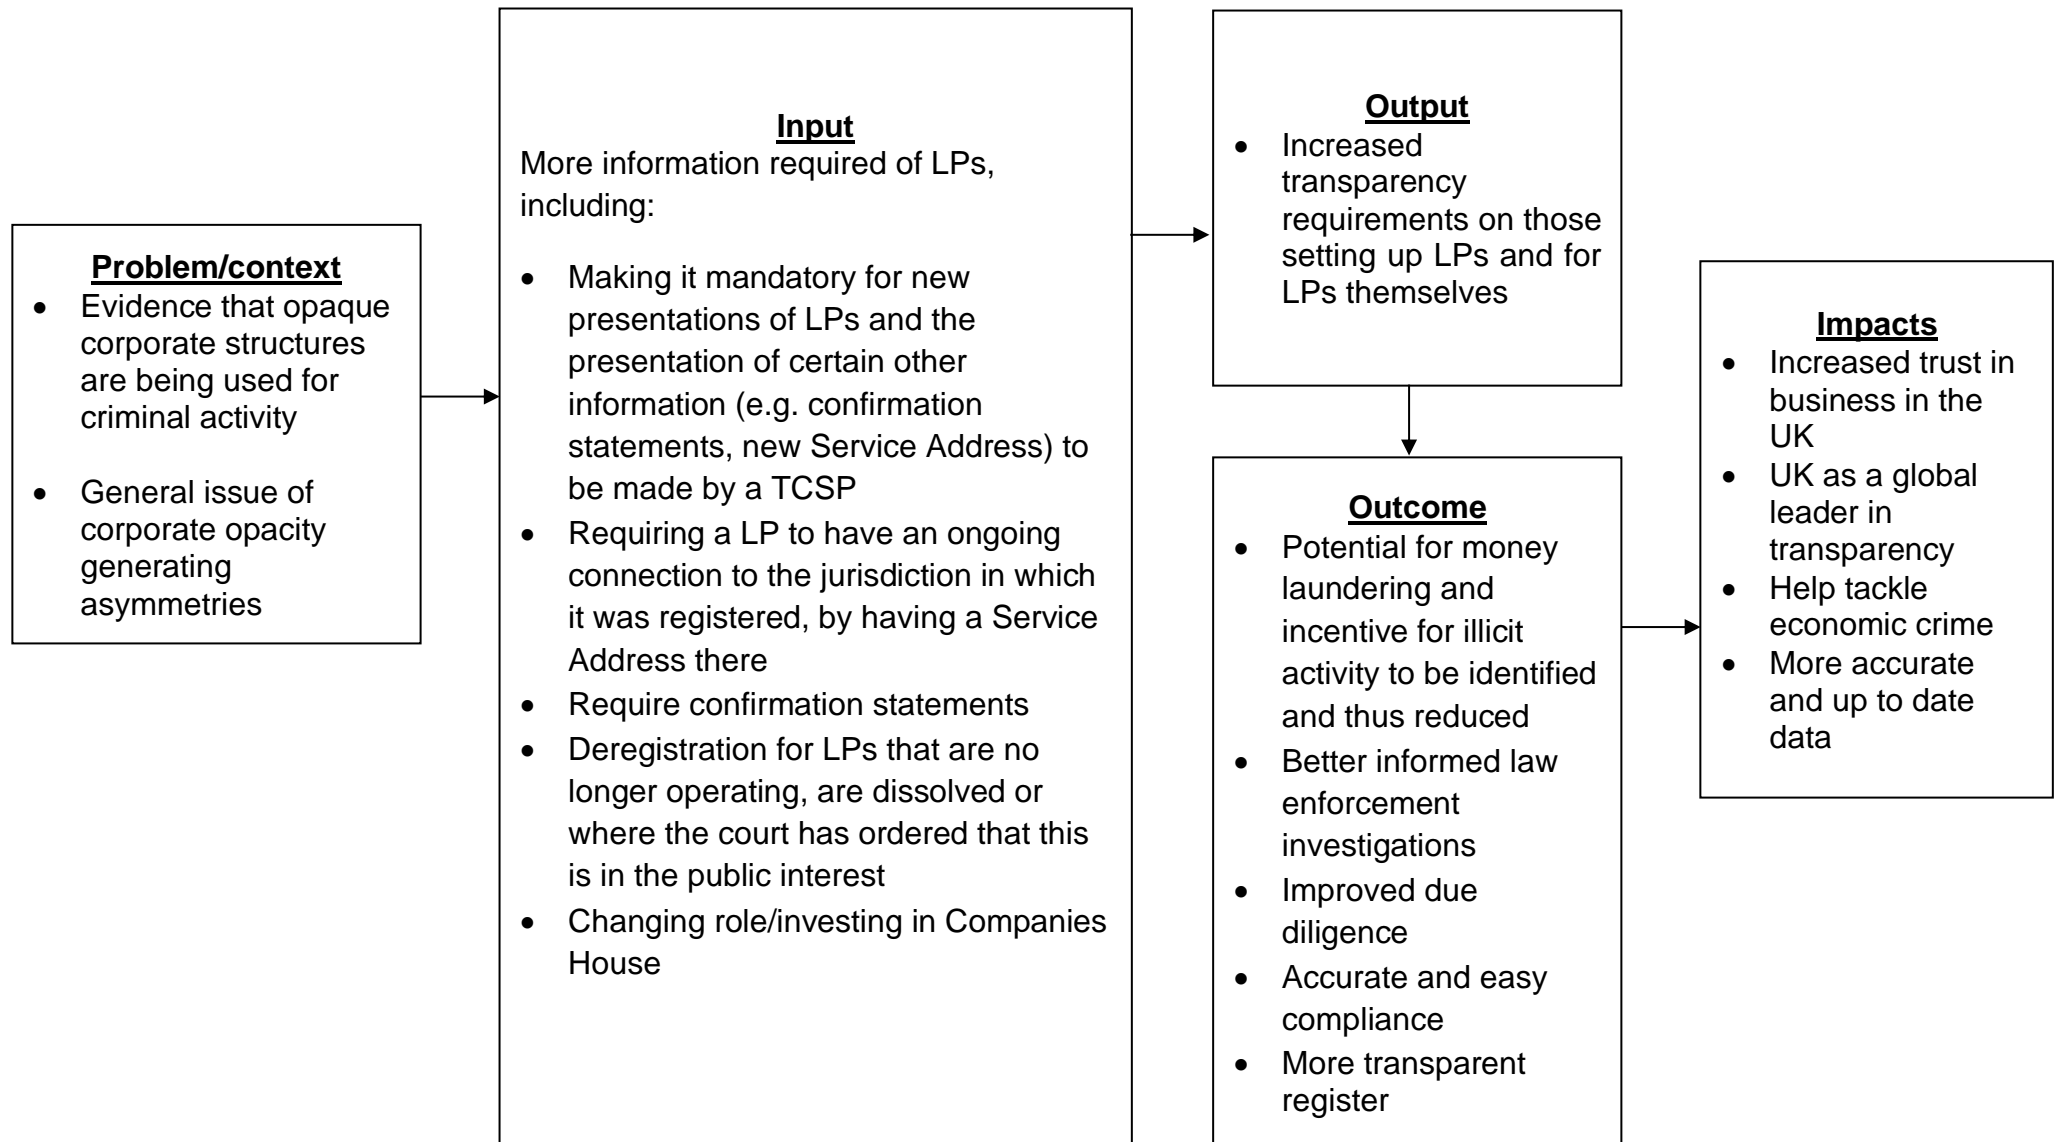 Problem/context
• Evidence that opaque
corporate structures
are being used for
criminal activity
• General issue of
corporate opacity
generating
asymmetries
Input
More information required of LPs,
including:
• Making it mandatory for new
presentations of LPs and the
presentation of certain other
information (e.g. confirmation
statements, new Service Address) to
be made by a TCSP
• Requiring a LP to have an ongoing
connection to the jurisdiction in which
it was registered, by having a Service
Address there
• Require confirmation statements
• Deregistration for LPs that are no
longer operating, are dissolved or
where the court has ordered that this
is in the public interest
• Changing role/investing in Companies
House
Output
• Increased
transparency
requirements on those
setting up LPs and for
LPs themselves
Outcome
• Potential for money
laundering and
incentive for illicit
activity to be identified
and thus reduced
• Better informed law
enforcement
investigations
• Improved due
diligence
• Accurate and easy
compliance
• More transparent
register
Impacts
• Increased trust in
business in the
UK
• UK as a global
leader in
transparency
• Help tackle
economic crime
• More accurate
and up to date
data